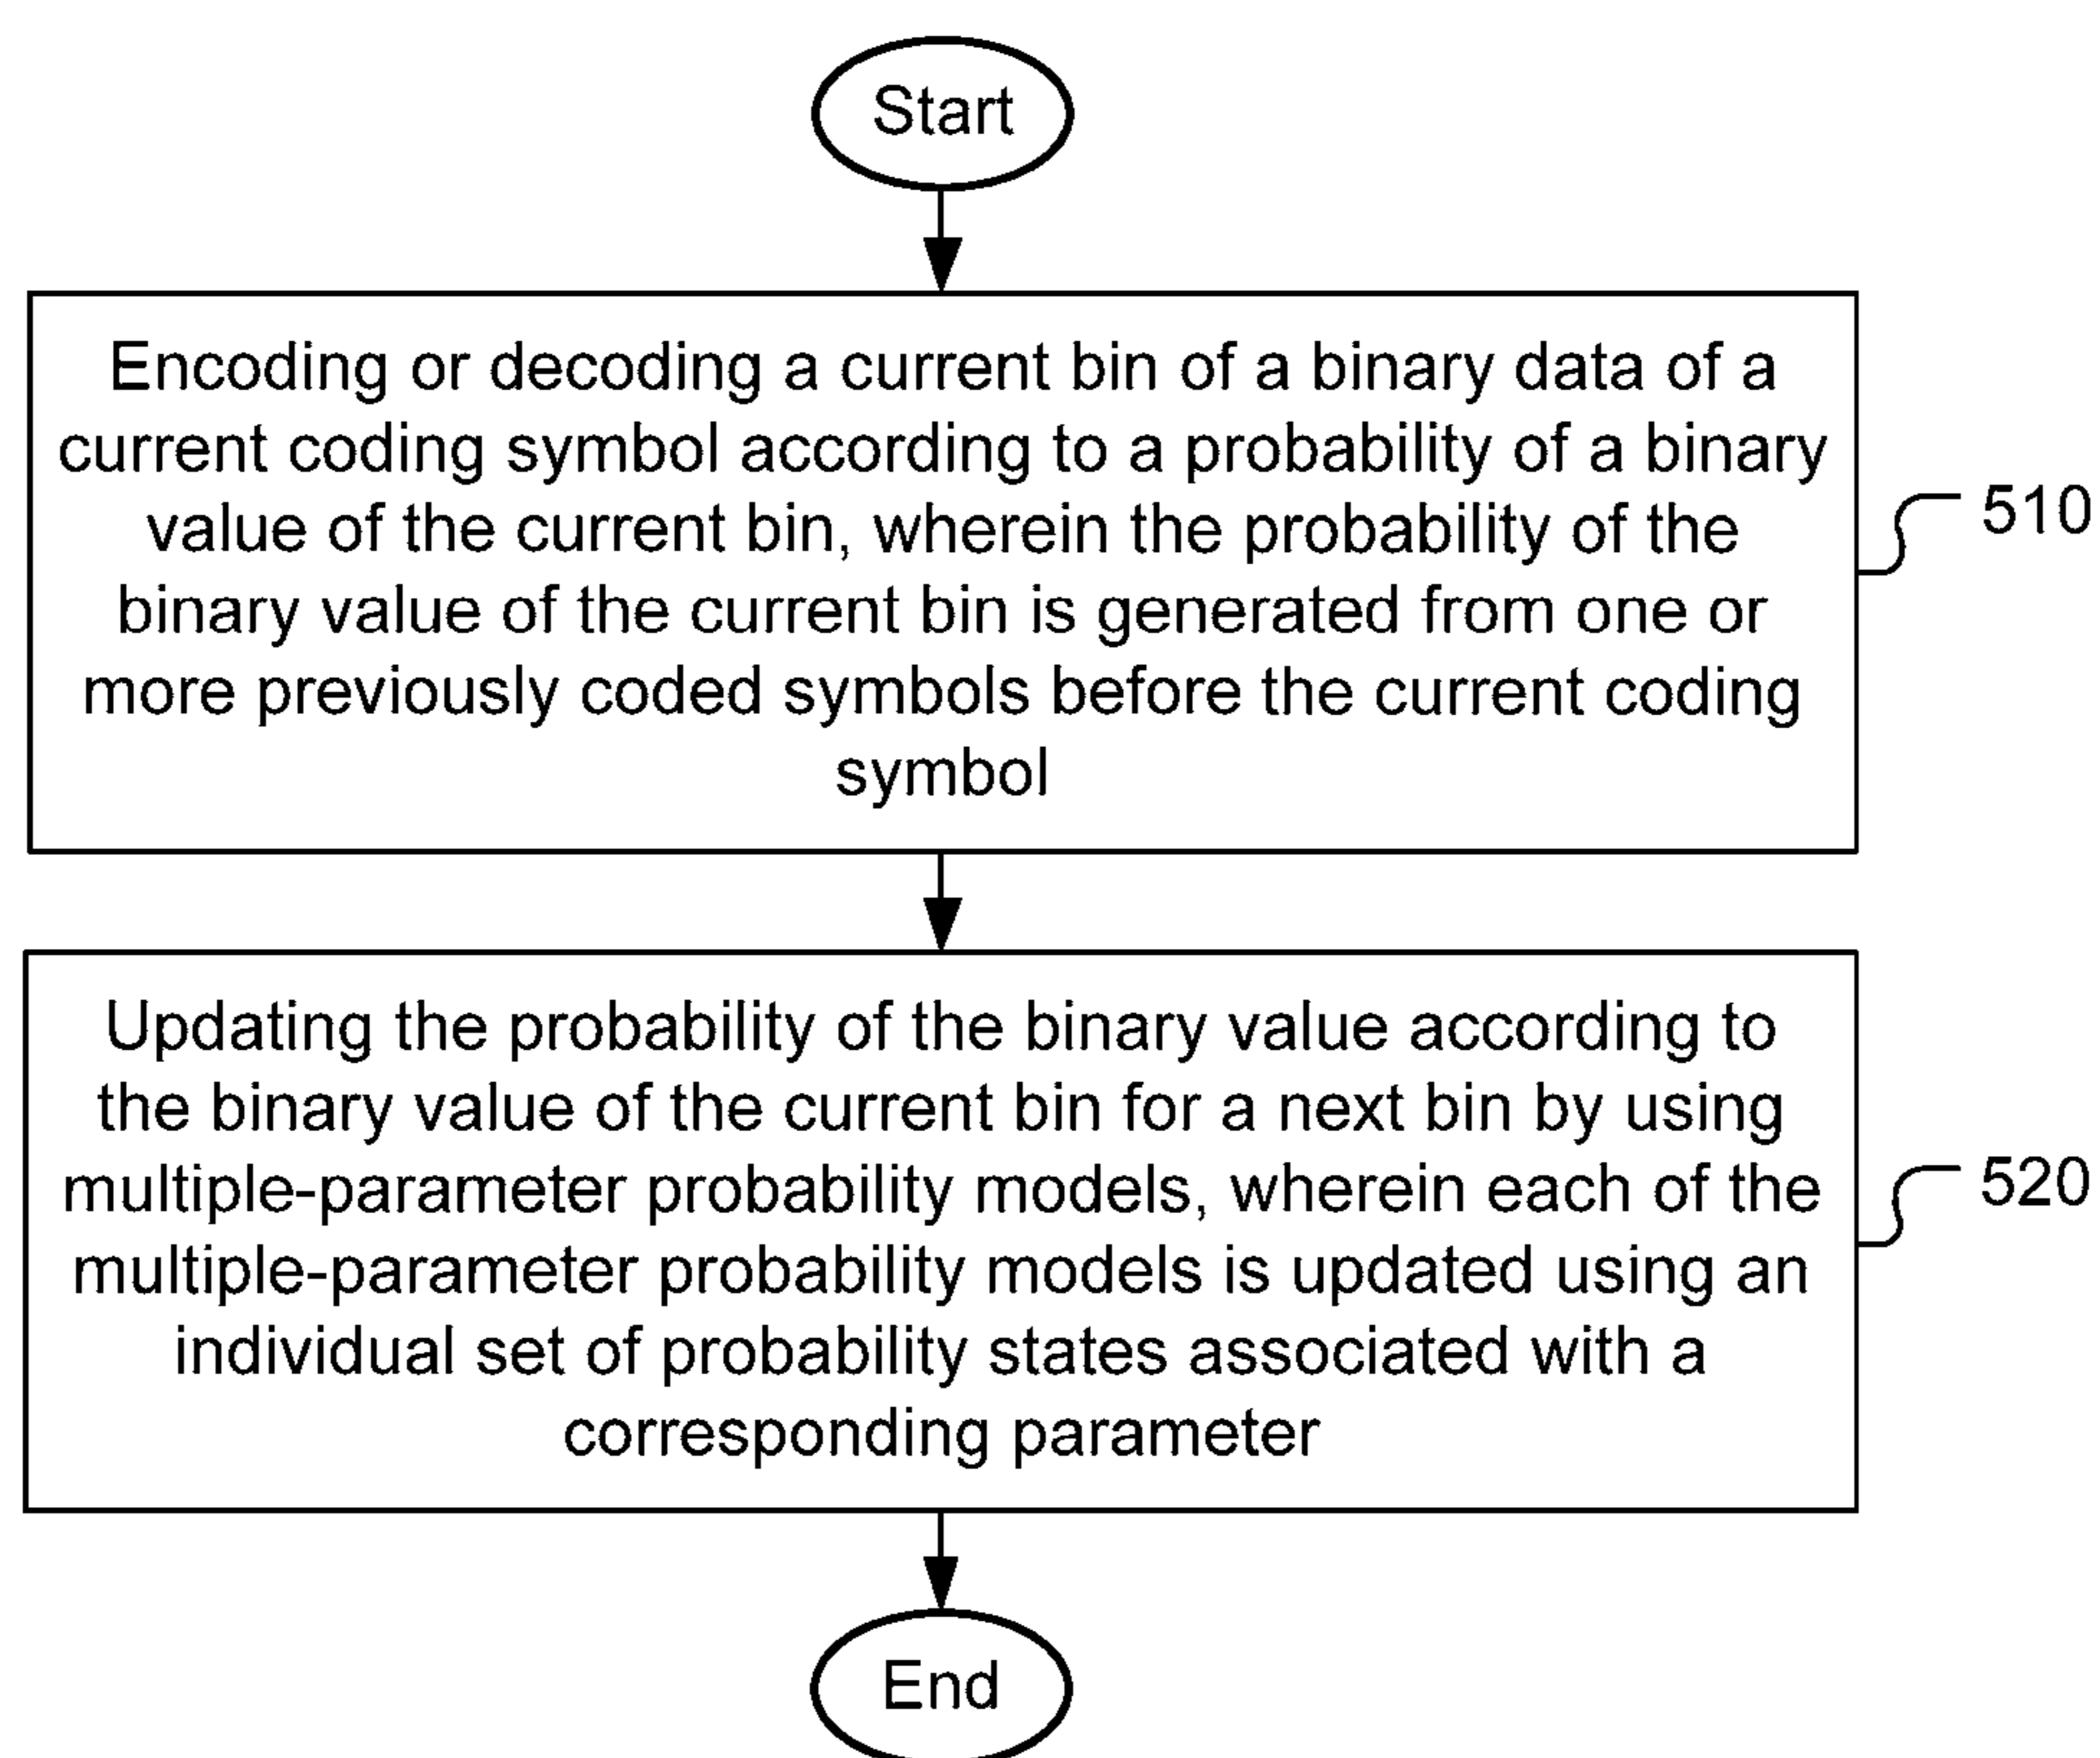 Start
Encoding or decoding a current bin of a binary data of a
current coding symbol according to a probability of a binary
value of the current bin, wherein the probability of the
binary value of the current bin is generated from one or
more previously coded symbols before the current coding
symbol
510
Updating the probability of the binary value according to
the binary value of the current bin for a next bin by using
multiple-parameter probability models, wherein each of the
multiple-parameter probability models is updated using an
individual set of probability states associated with a
corresponding parameter
520
End